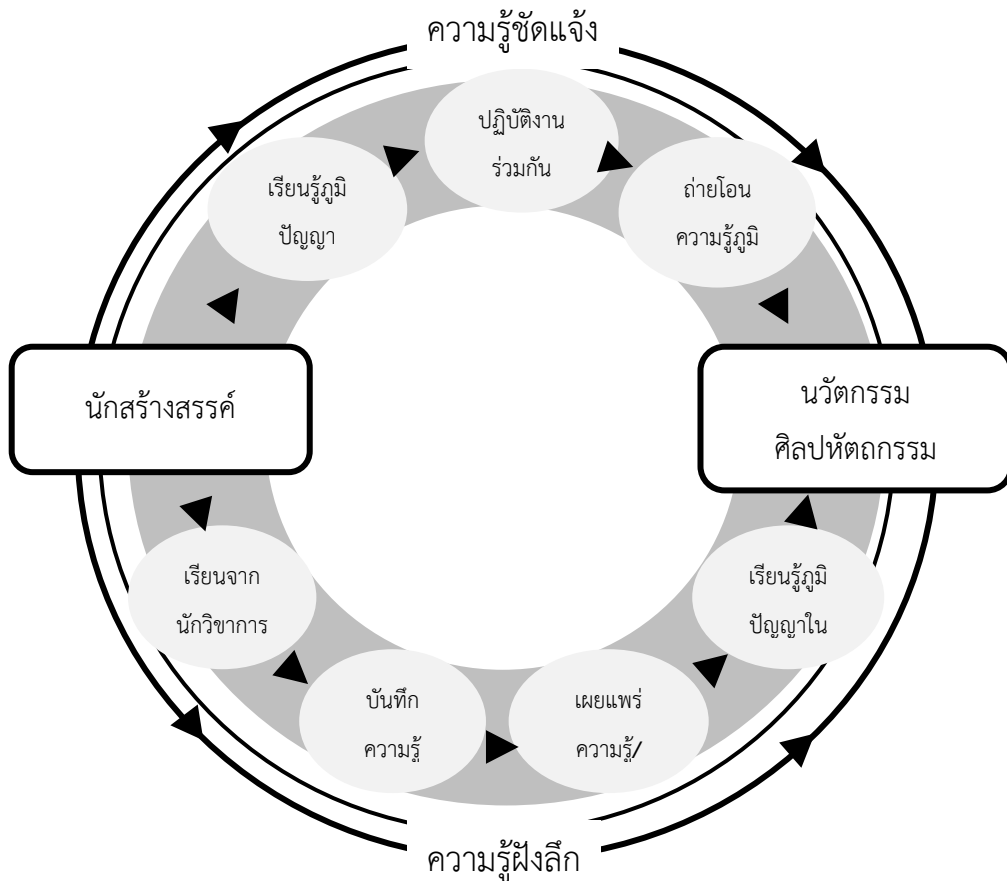 ความรู้ชัดแจ้ง
ปฏิบัติงาน
ร่วมกัน
เรียนรู้ภูมิ
ปัญญา
ถ่ายโอน
ความรู้ภูมิ
นักสร้างสรรค์
นวัตกรรม
ศิลปหัตถกรรม
เรียนจาก
นักวิขาการ
เรียนรู้ภูมิ
ปัญญาใน
บันทึก
ความรู้
เผยแพร่
ความรู้/
ความรู้ฝังลึก